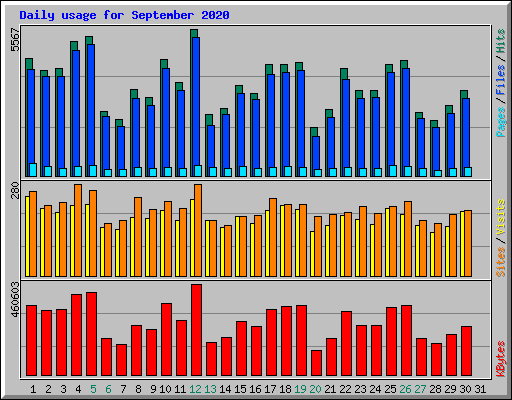 Daily usage for September 2020
5567
Pages / Files / Hits
280
Sites / Visits
460603
KBytes
1 2 3 4 5 6 7 8 9 10 11 12 13 14 15 16 17 18 19 20 21 22 23 24 25 26 27 28 29 30 31